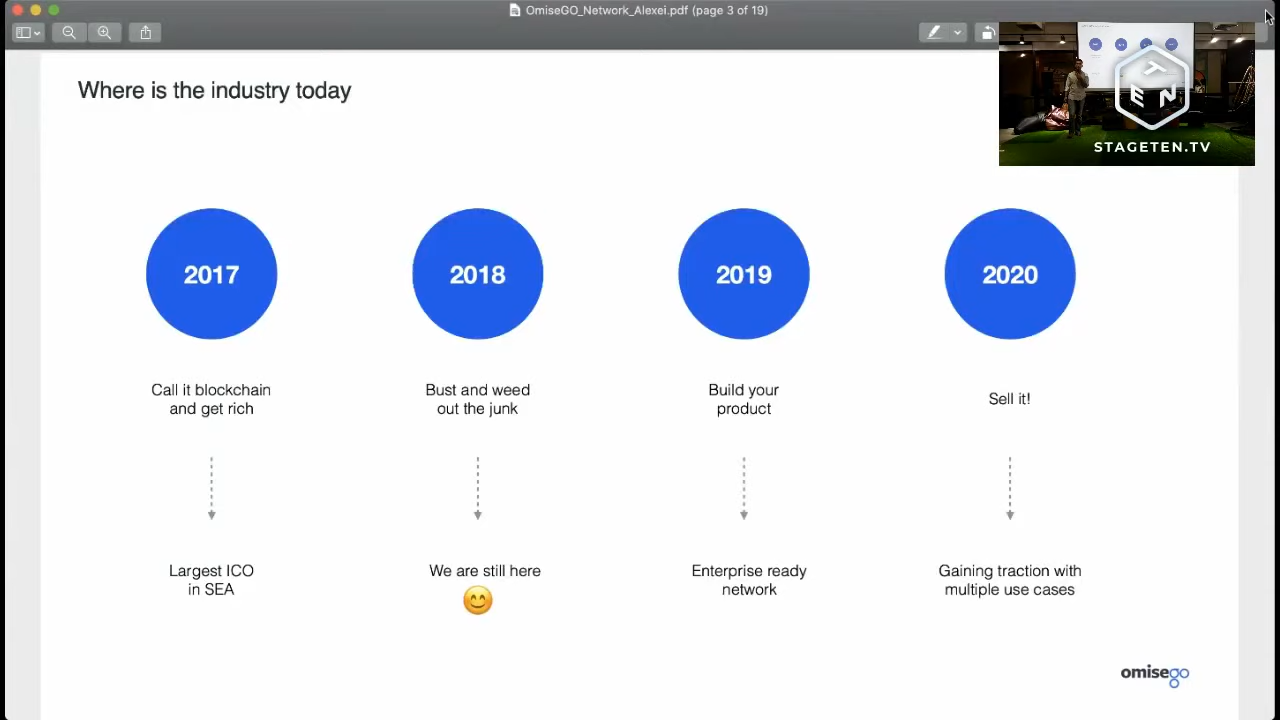 OmiseGO_Network_Alexei.pdf (page 3 of 19)
Where is the industry today
TEN
STAGETEN.TV
2017
2018
2019
2020
Call it blockchain
and get rich
Bust and weed
out the junk
Build your
product
Sell it!
Largest ICO
in SEA
We are still here
Enterprise ready
network
Gaining traction with
multiple use cases
omisego